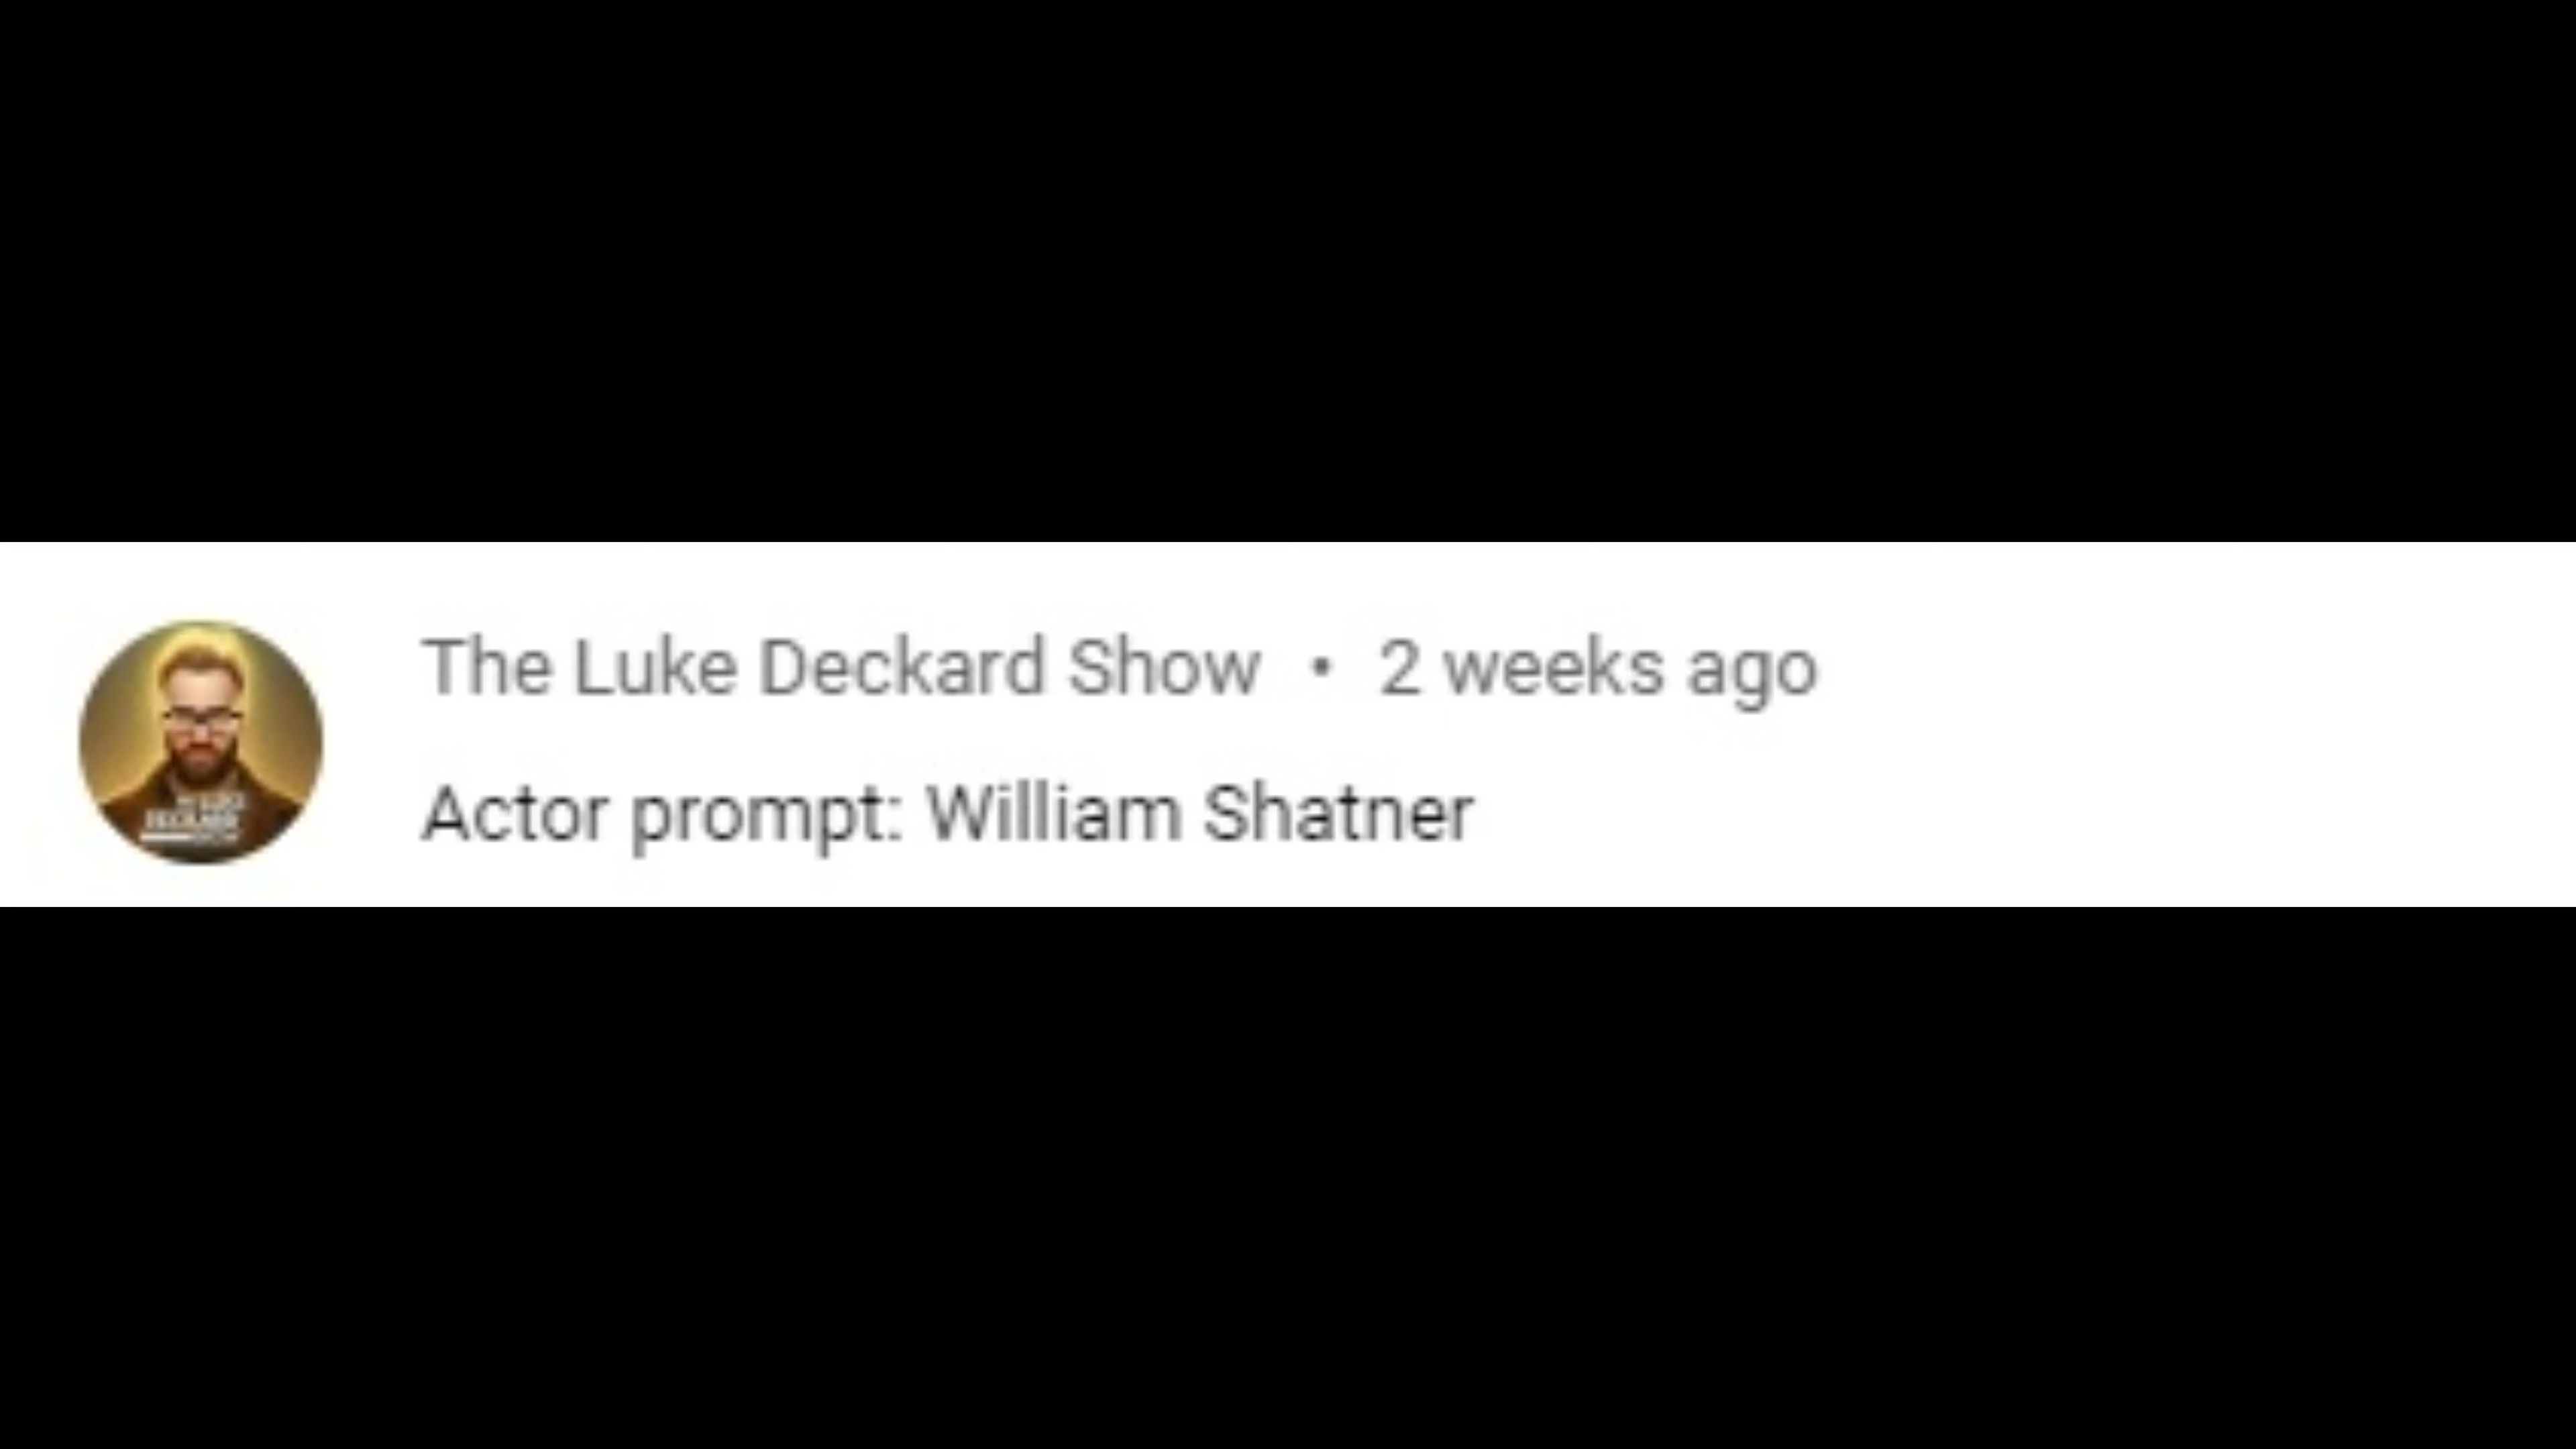 The Luke Deckard Show • 2 weeks ago
Actor prompt: William Shatner